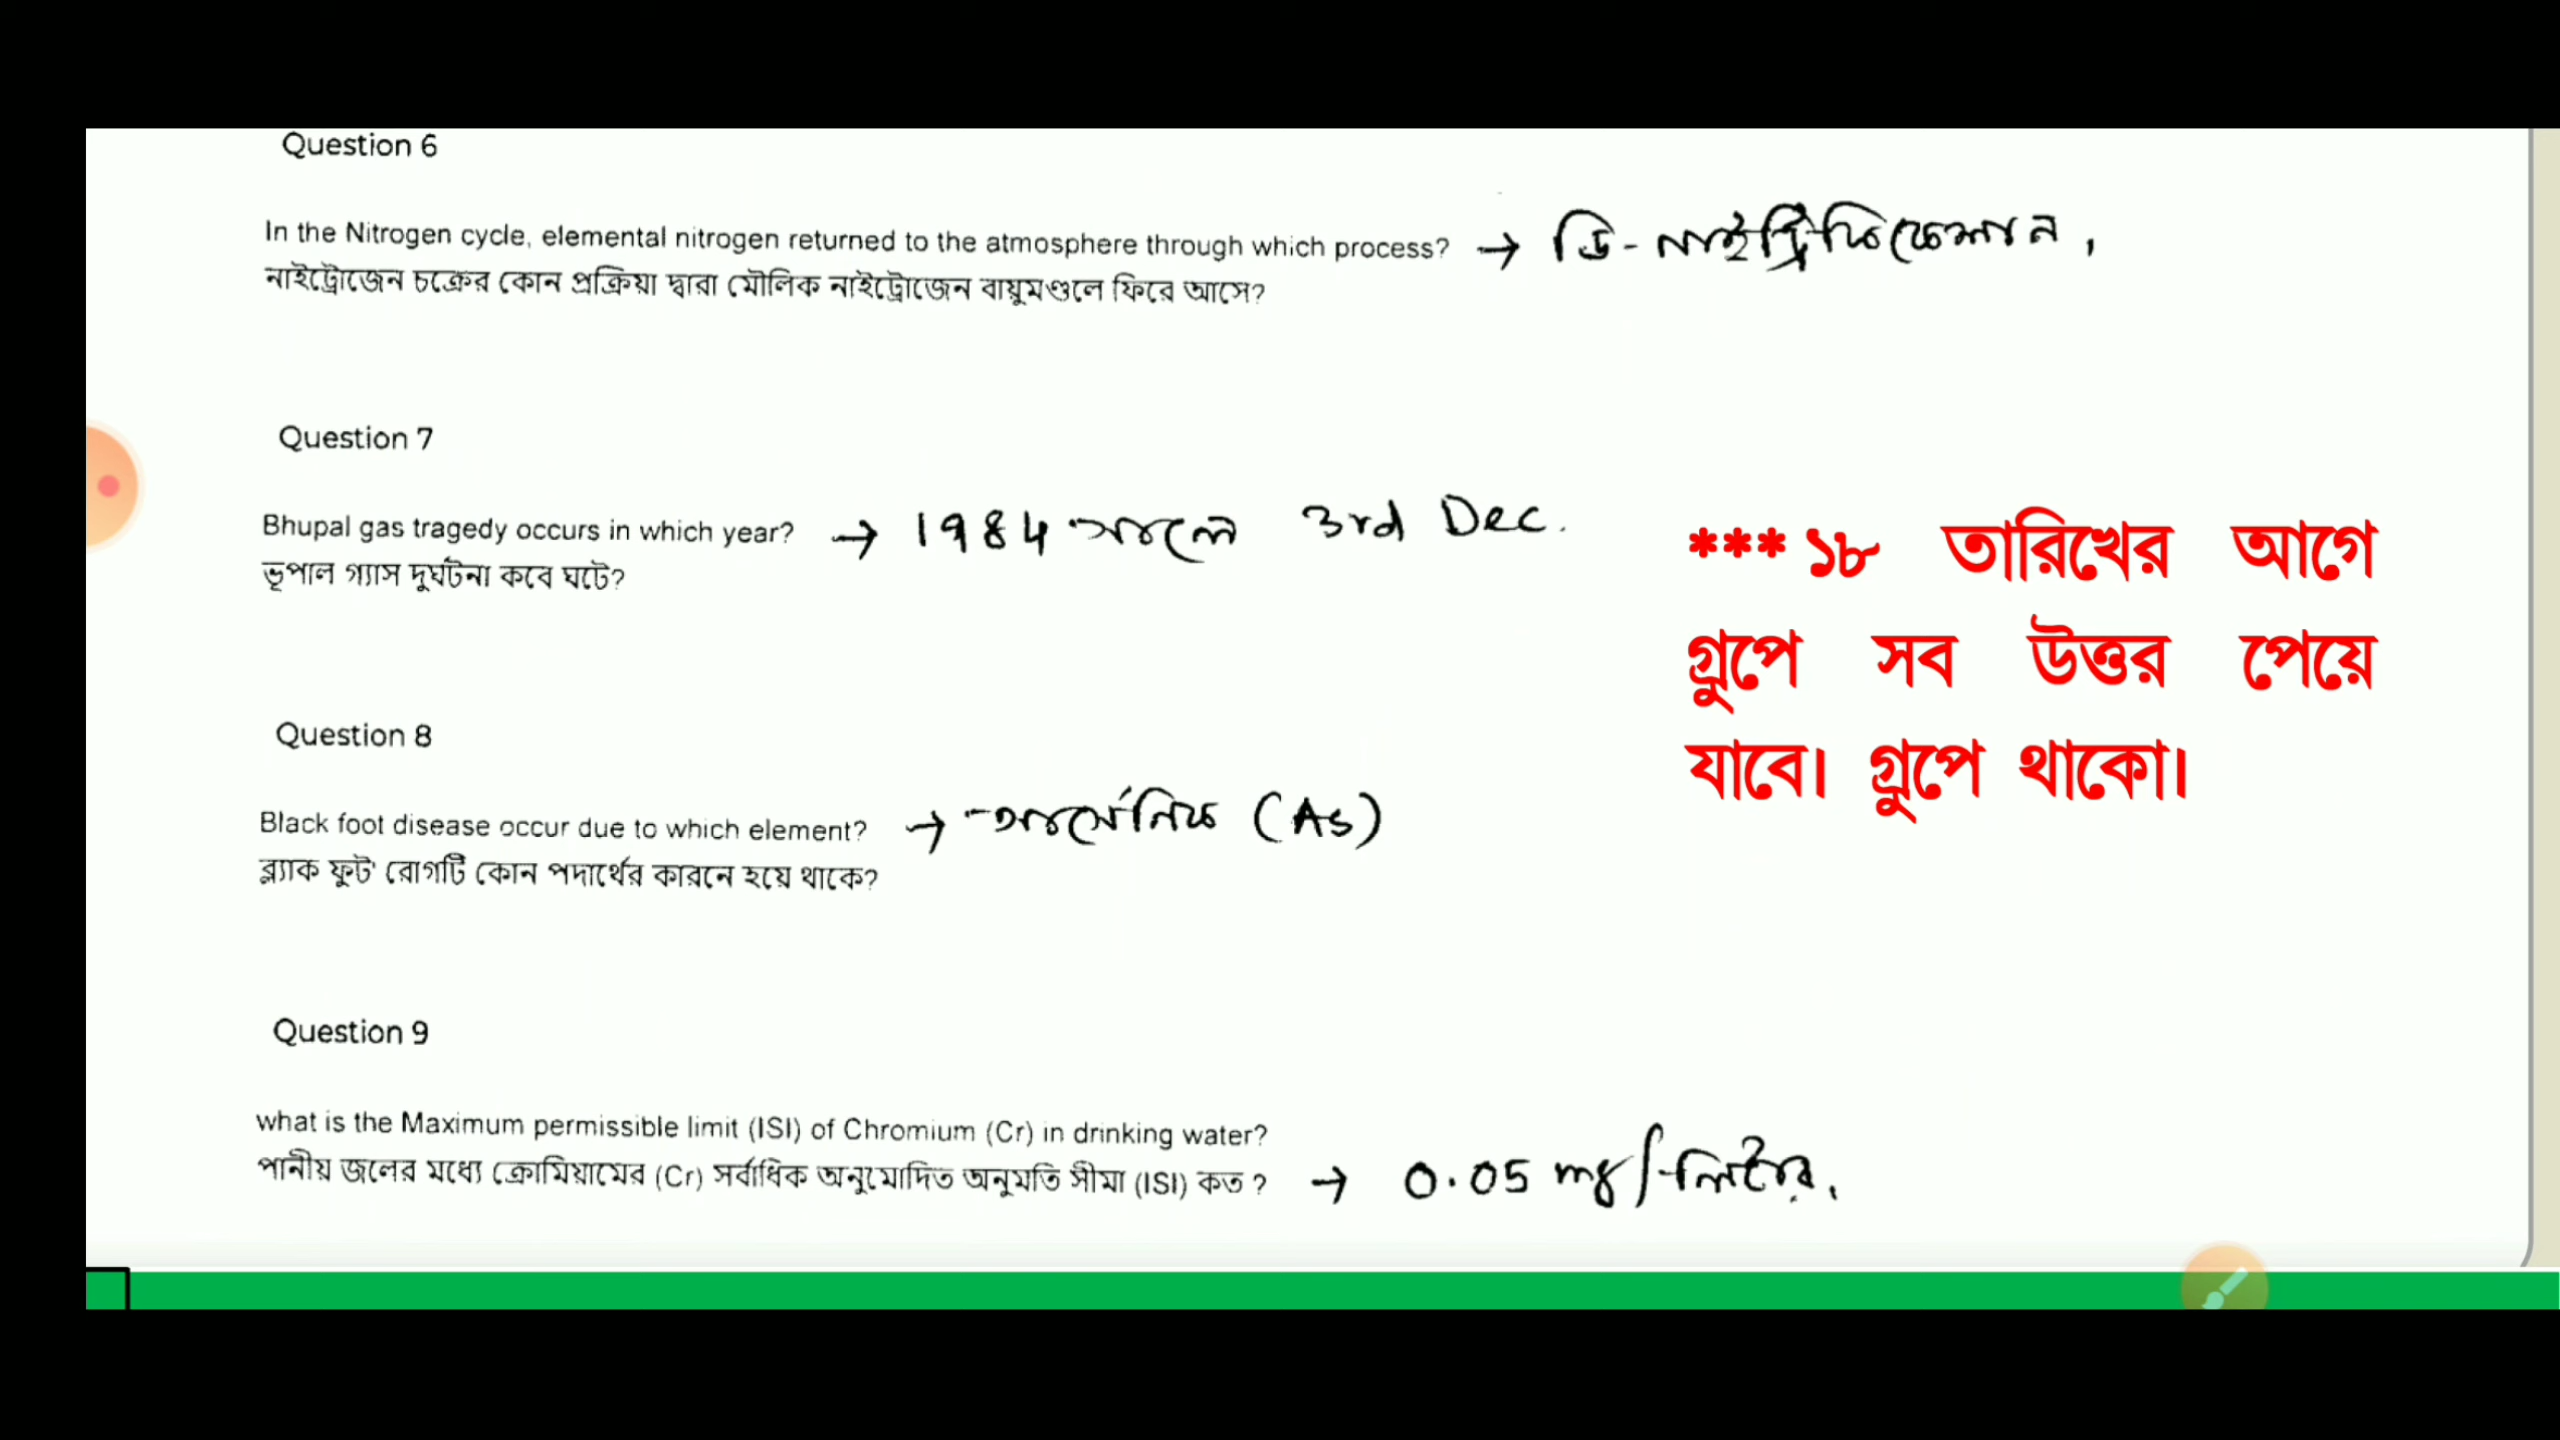 Question 6
In the Nitrogen cycle, elemental nitrogen returned to the atmosphere through which process? → ডি-নাইট্রিফিকেশান,
নাইট্রোজেন চক্রের কোন প্রক্রিয়া দ্বারা মৌলিক নাইট্রোজেন বায়ুমণ্ডলে ফিরে আসে?
Question 7
Bhupal gas tragedy occurs in which year? → 1984 সালে 3rd Dec.
ভূপাল গ্যাস দুর্ঘটনা কবে ঘটে?
*** ১৮ তারিখের আগে
গ্রুপে সব উত্তর পেয়ে
যাবে। গ্রুপে থাকো।
Question 8
Black foot disease occur due to which element? → আর্সেনিক (As)
ব্ল্যাক ফুট' রোগটি কোন পদার্থের কারনে হয়ে থাকে?
Question 9
what is the Maximum permissible limit (ISI) of Chromium (Cr) in drinking water?
পানীয় জলের মধ্যে ক্রোমিয়ামের (Cr) সর্বাধিক অনুমোদিত অনুমতি সীমা (ISI) কত ? → 0.05 mg/লিটার,